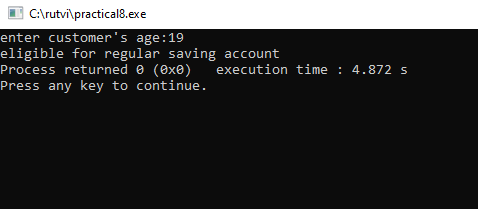 C:\rutvi\practical8.exe
enter customer's age:19
eligible for regular saving account
Process returned 0 (0x0)   execution time : 4.872 s
Press any key to continue.